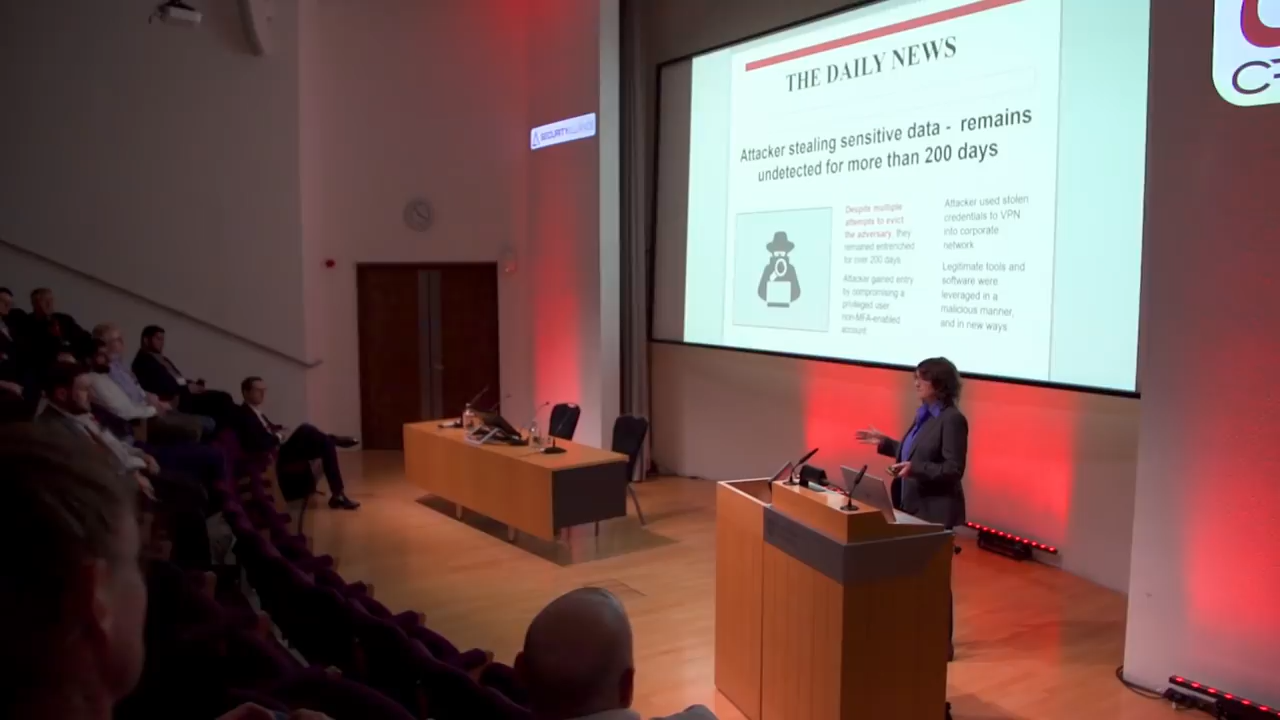 THE DAILY NEWS
Attacker stealing sensitive data - remains
undetected for more than 200 days
Despite multiple
attempts to evict
the adversary, they
remained entrenched
for over 200 days
Attacker gained entry
by compromising a
privileged user
non-MFA-enabled
account
Attacker used stolen
credentials to VPN
into corporate
network
Legitimate tools and
software were
leveraged in a
malicious manner,
and in new ways
SECURITYALLIANCE